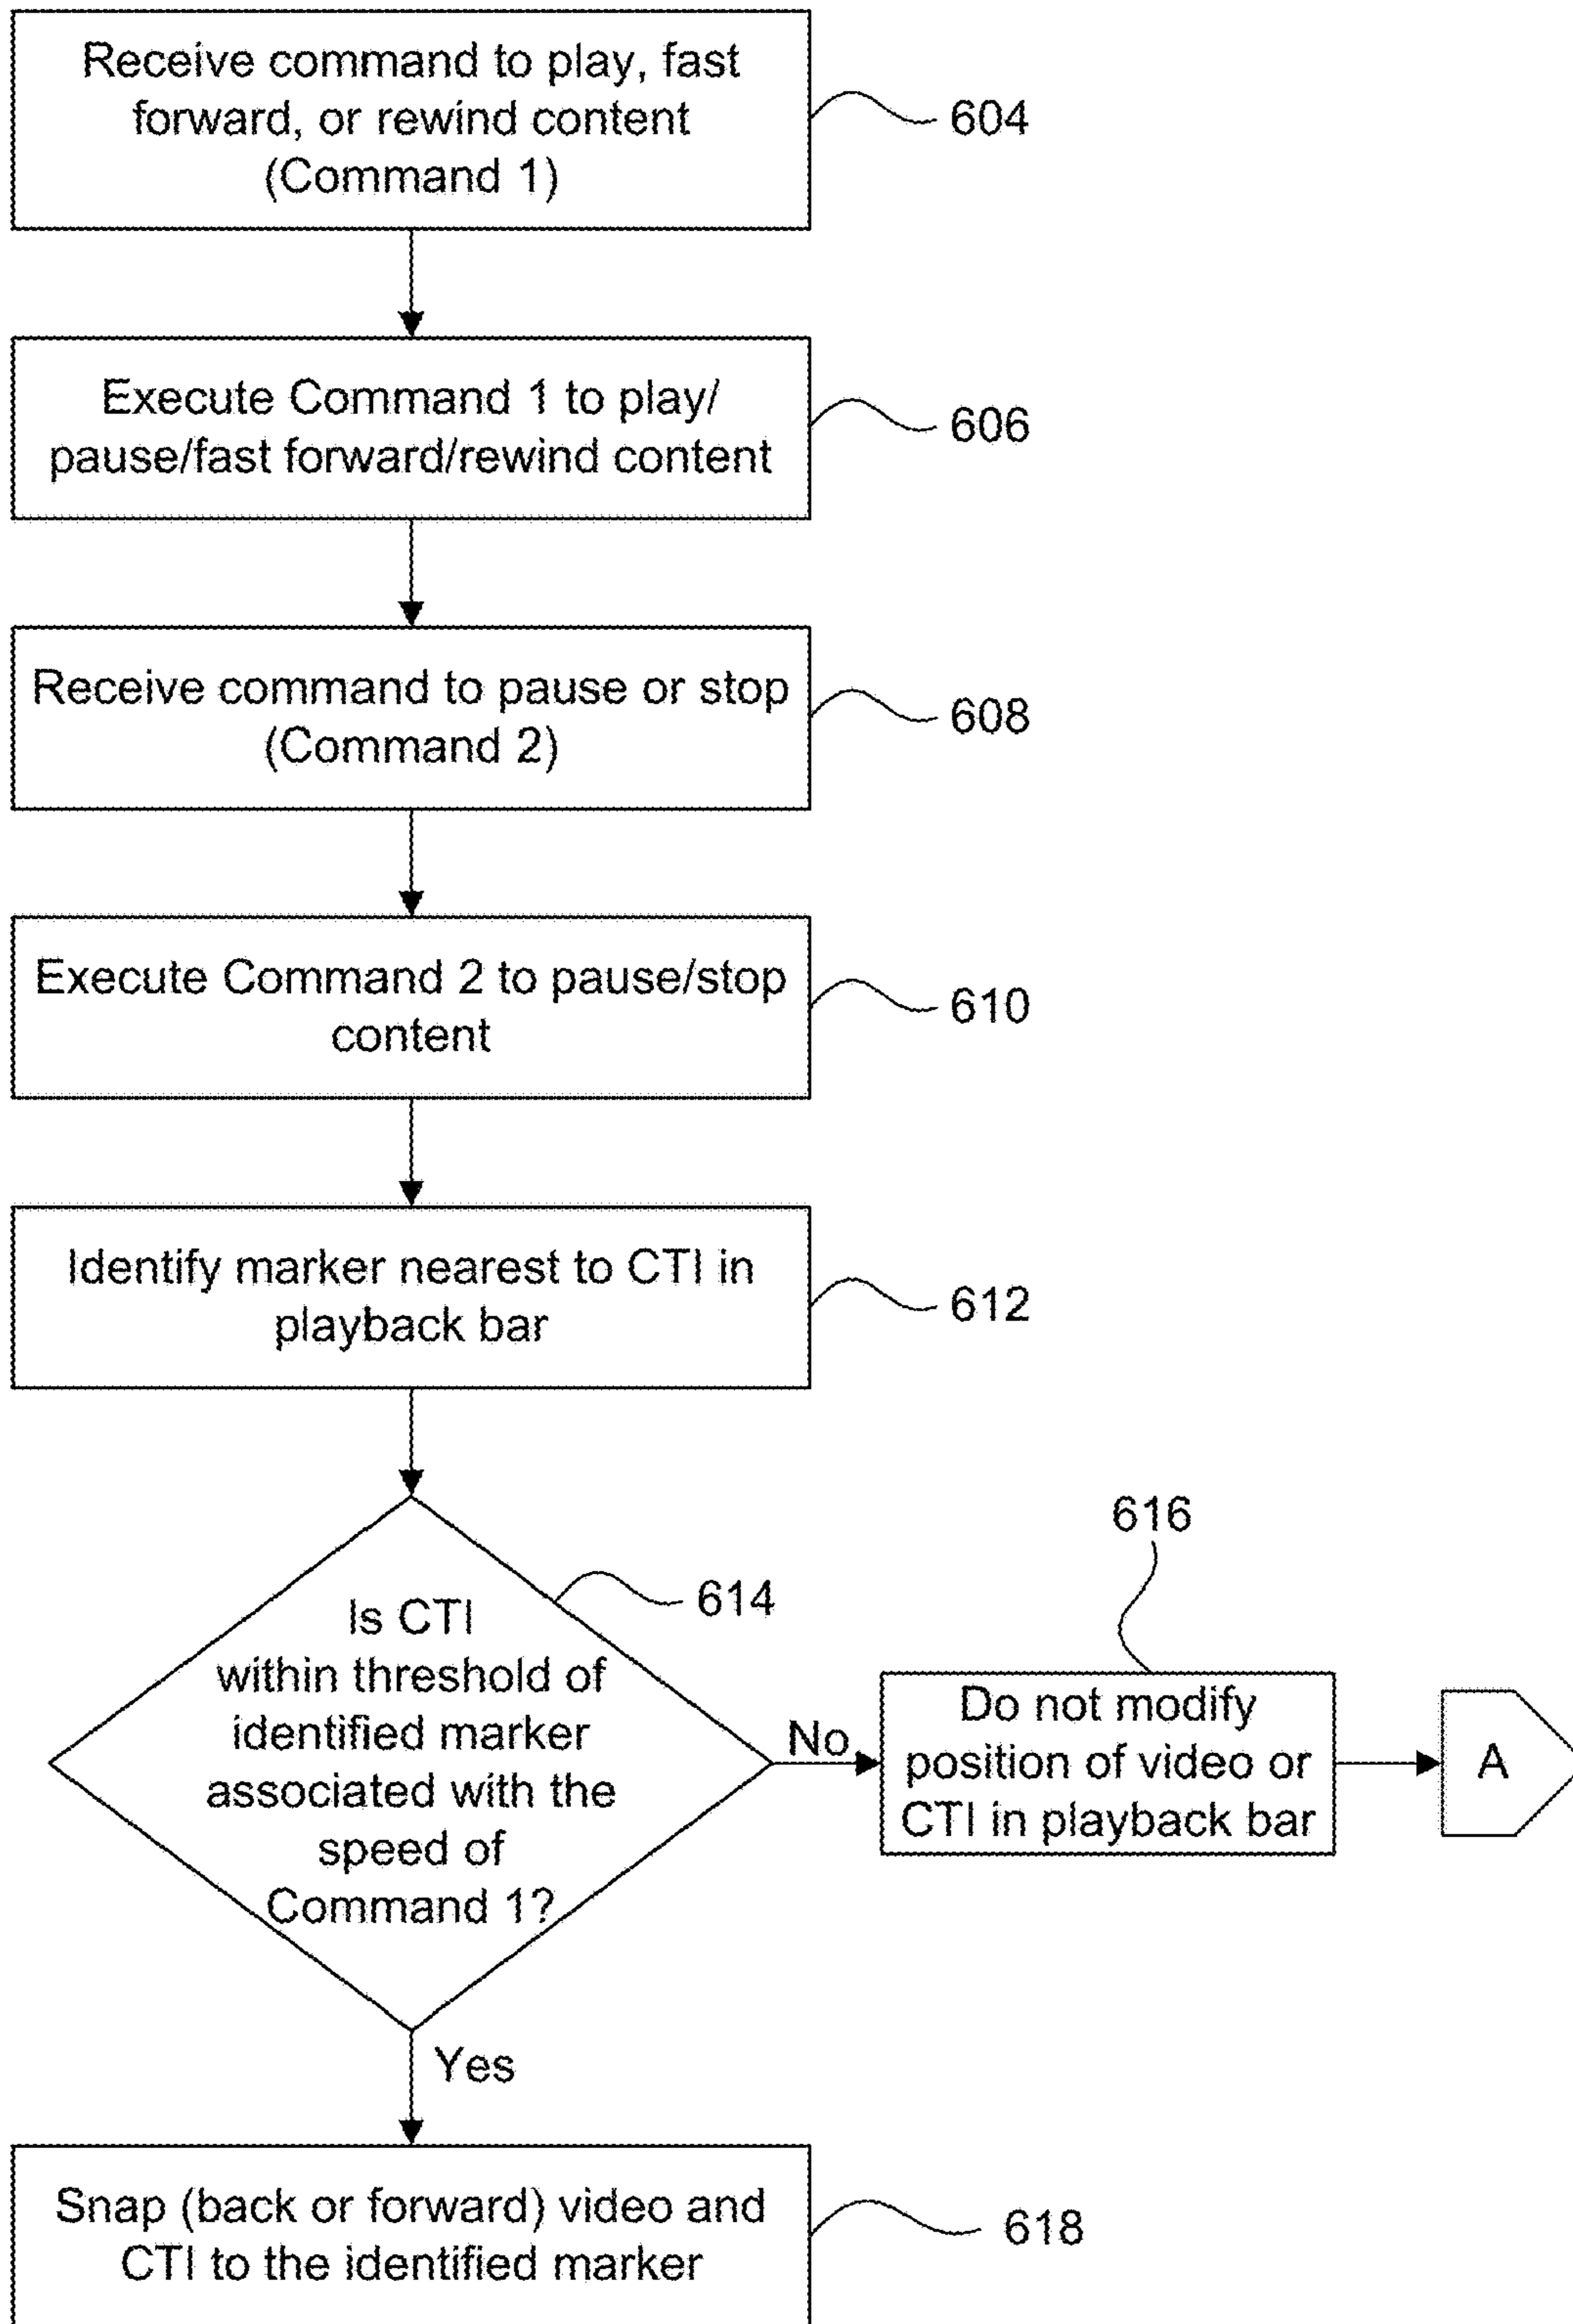 Receive command to play, fast
forward, or rewind content
(Command 1)
604
Execute Command 1 to play/
pause/fast forward/rewind content
606
Receive command to pause or stop
(Command 2)
608
Execute Command 2 to pause/stop
content
610
Identify marker nearest to CTI in
playback bar
612
Is CTI
within threshold of
identified marker
associated with the
speed of
Command 1?
614
No
616
Do not modify
position of video or
CTI in playback bar
A
Yes
Snap (back or forward) video and
CTI to the identified marker
618